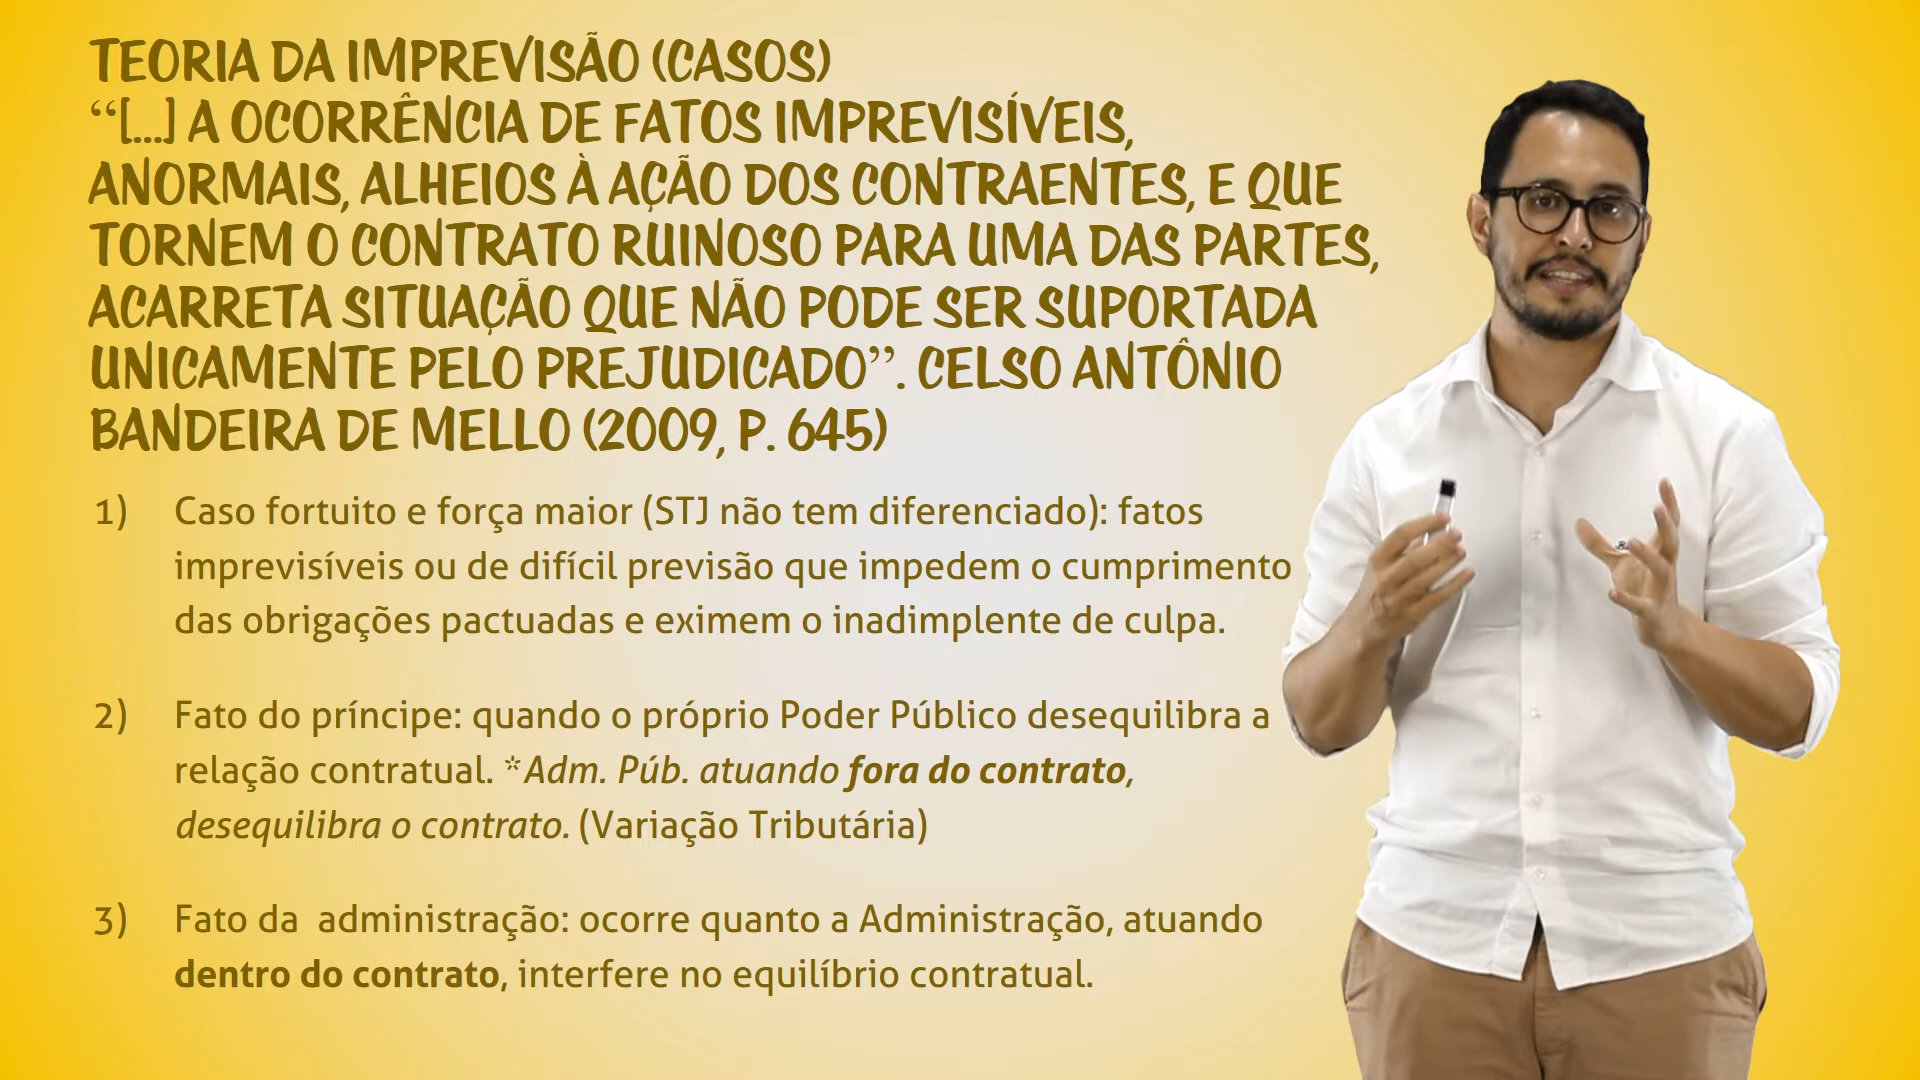 TEORIA DA IMPREVISÃO (CASOS)
“[...] A OCORRÊNCIA DE FATOS IMPREVISÍVEIS,
ANORMAIS, ALHEIOS À AÇÃO DOS CONTRAENTES, E QUE
TORNEM O CONTRATO RUINOSO PARA UMA DAS PARTES,
ACARRETA SITUAÇÃO QUE NÃO PODE SER SUPORTADA
UNICAMENTE PELO PREJUDICADO”. CELSO ANTÔNIO
BANDEIRA DE MELLO (2009, P. 645)
1) Caso fortuito e força maior (STJ não tem diferenciado): fatos
imprevisíveis ou de difícil previsão que impedem o cumprimento
das obrigações pactuadas e eximem o inadimplente de culpa.
2) Fato do príncipe: quando o próprio Poder Público desequilibra a
relação contratual. *Adm. Púb. atuando fora do contrato,
desequilibra o contrato. (Variação Tributária)
3) Fato da administração: ocorre quanto a Administração, atuando
dentro do contrato, interfere no equilíbrio contratual.